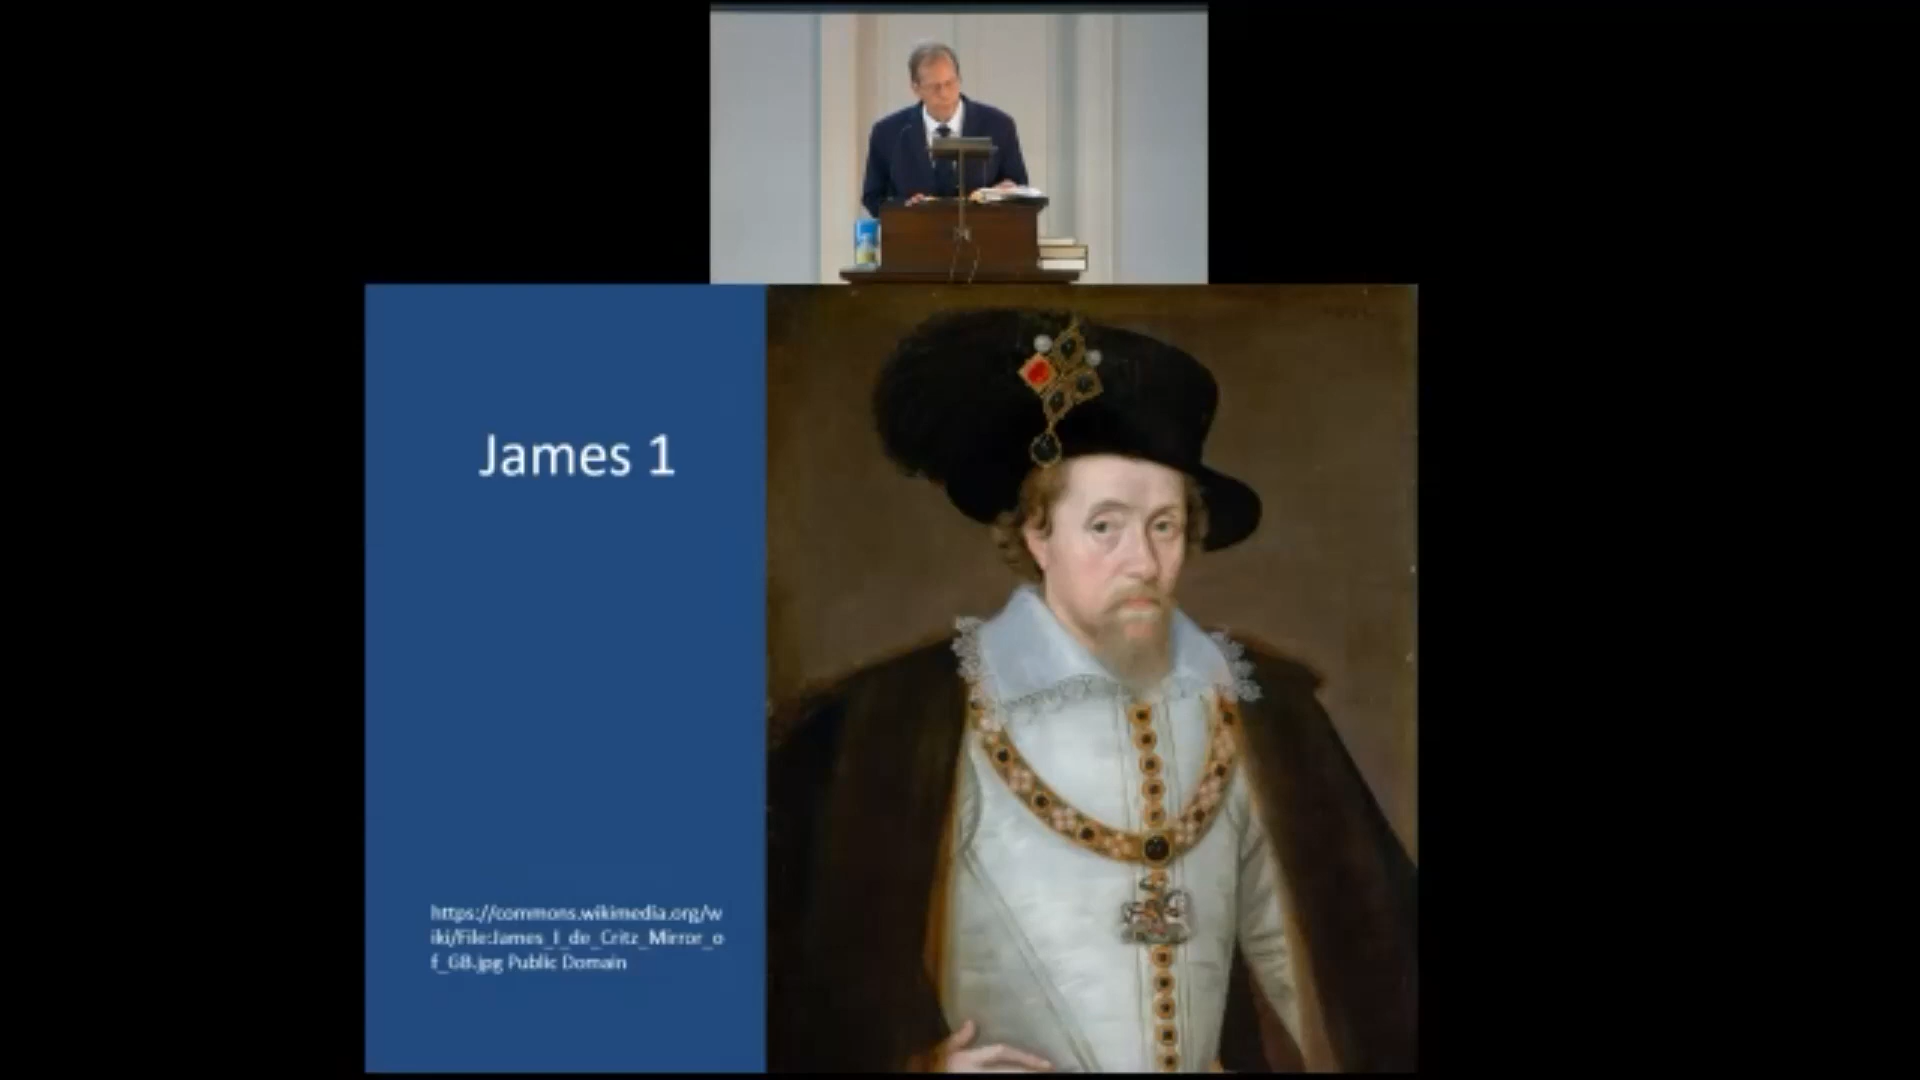 James 1
https://commons.wikimedia.org/w
iki/File:James_I_de_Critz_Mirror_o
f_GB.jpg Public Domain